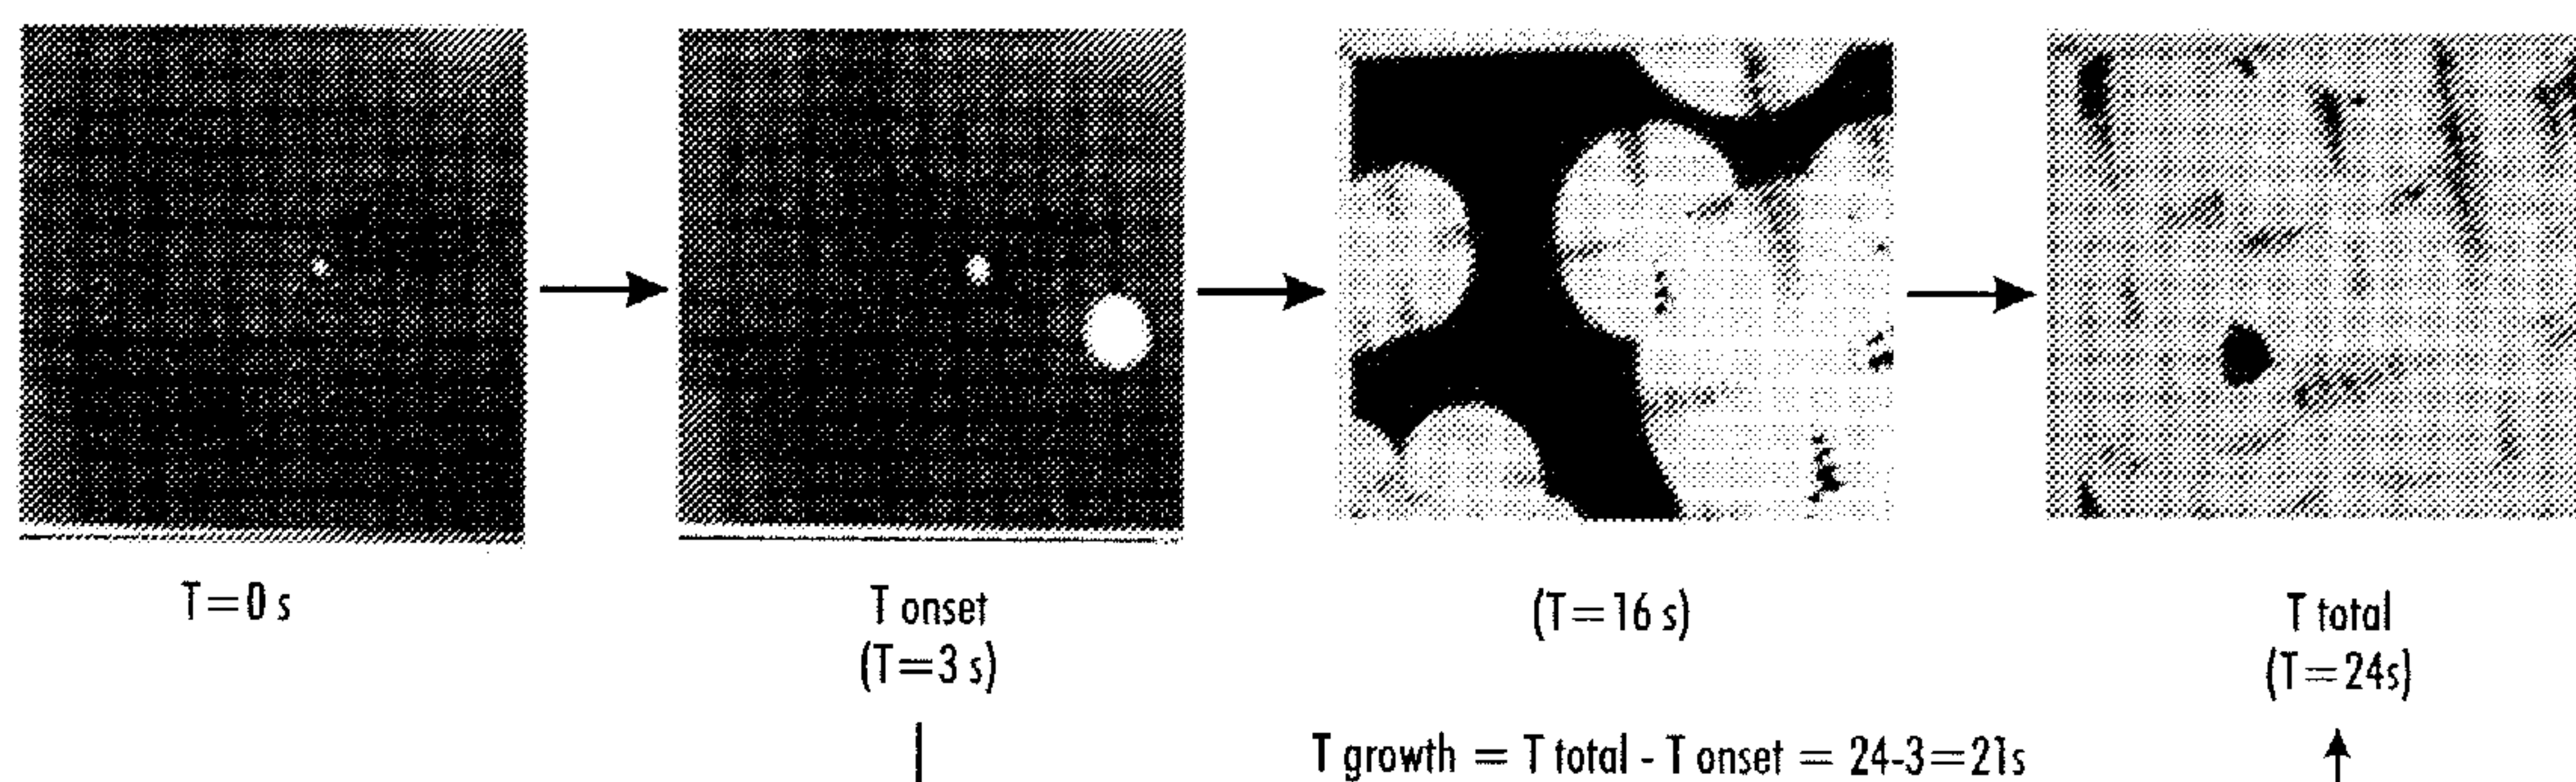 T=0 s
T onset
(T=3 s)
(T=16 s)
T total
(T=24s)
T growth = T total - T onset = 24-3=21s